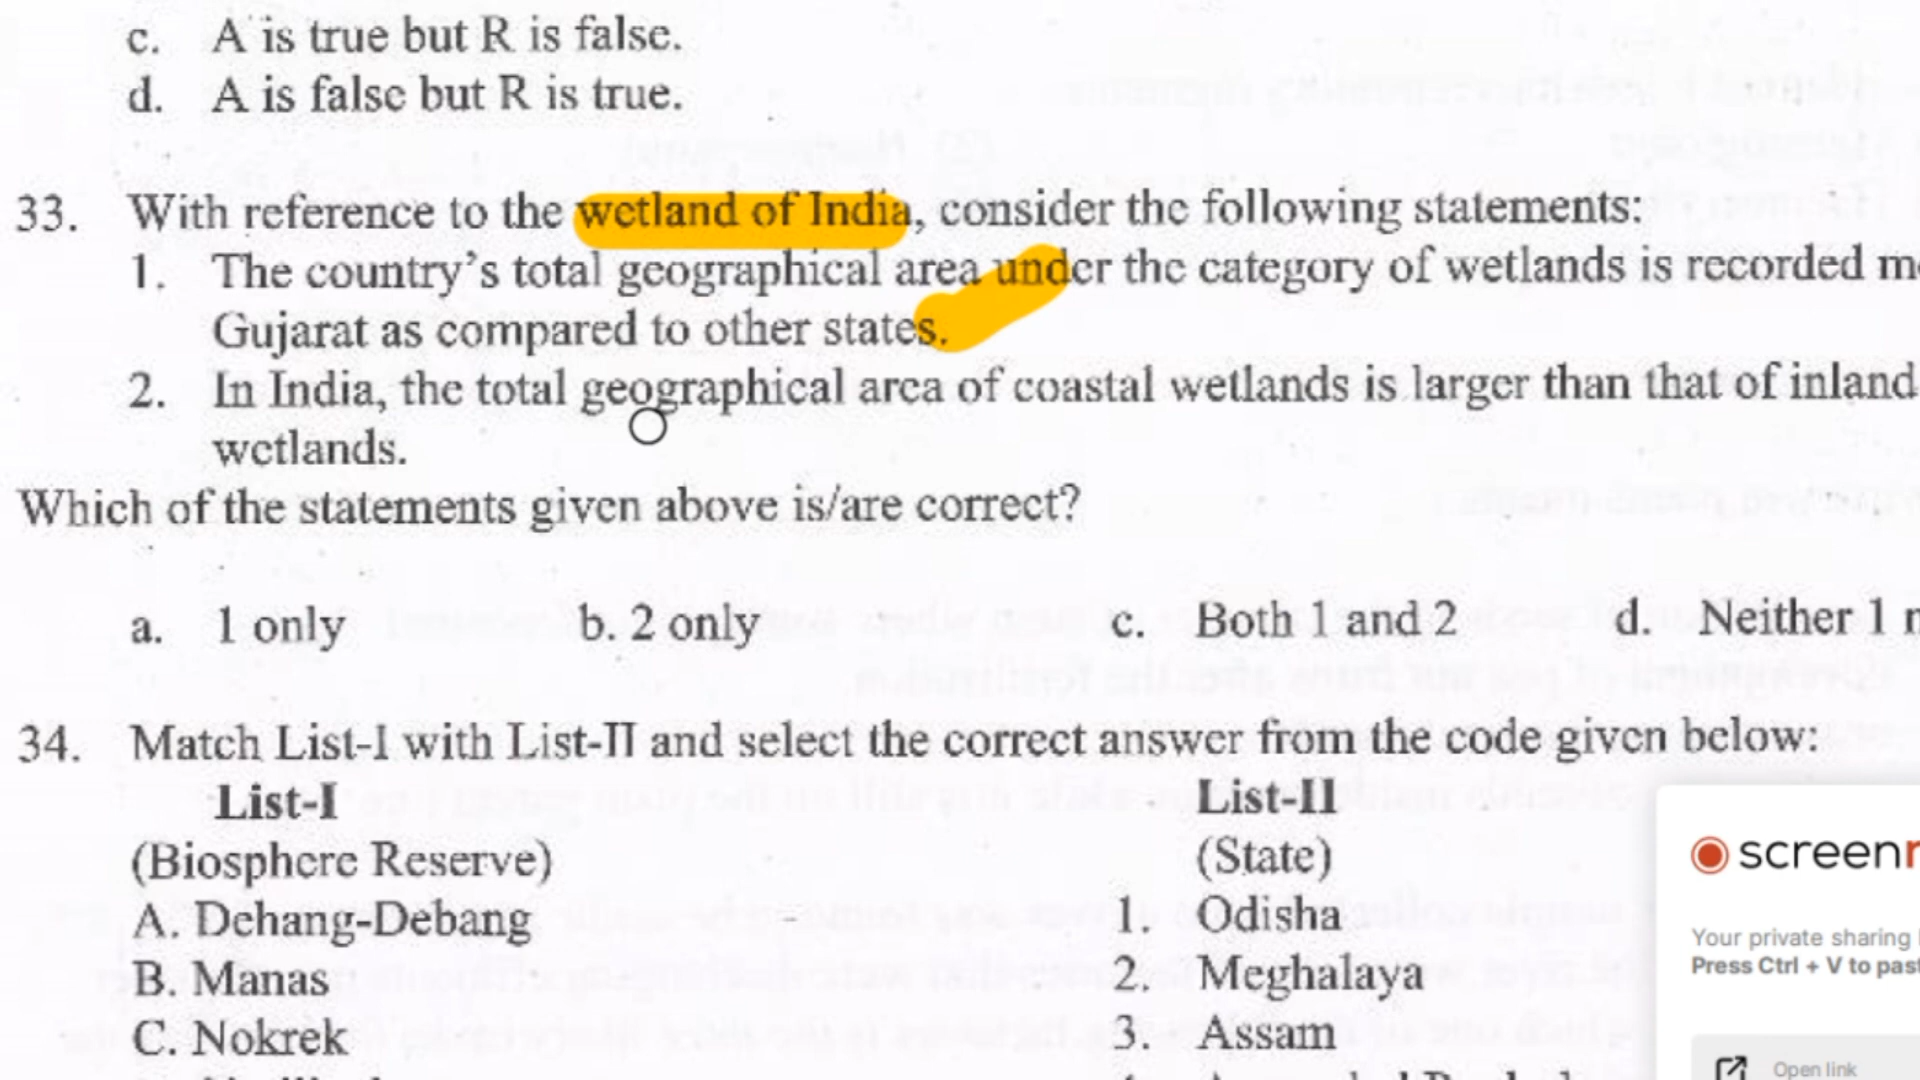 c. A is true but R is false.
d. A is false but R is true.
33. With reference to the wetland of India, consider the following statements:
1. The country's total geographical area under the category of wetlands is recorded
Gujarat as compared to other states.
2. In India, the total geographical area of coastal wetlands is larger than that of inland
wetlands.
Which of the statements given above is/are correct?
a. 1 only b. 2 only c. Both 1 and 2 d. Neither 1
34. Match List-I with List-II and select the correct answer from the code given below:
List-I List-II
(Biosphere Reserve) (State)
A. Dehang-Debang 1. Odisha
B. Manas 2. Meghalaya
C. Nokrek 3. Assam
Your private sharing
Press Ctrl + V to
Open link